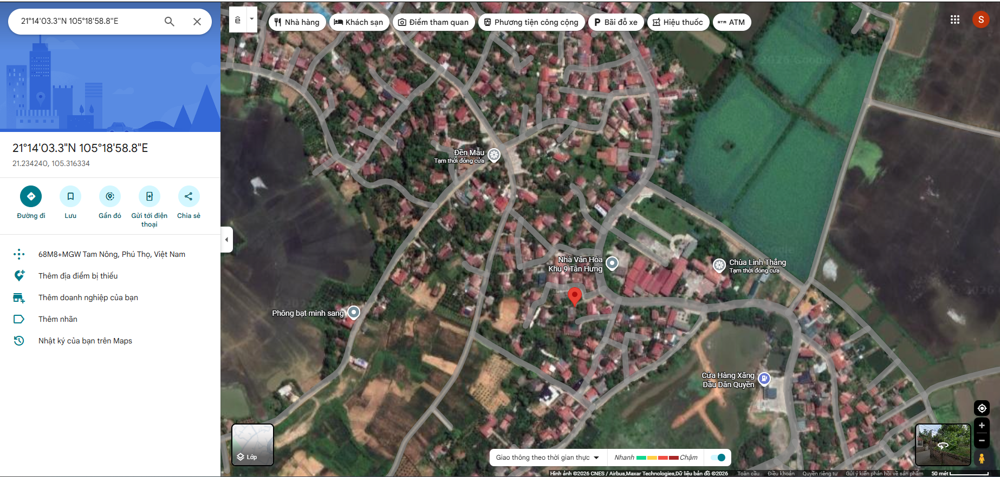 21°14'03.3"N 105°18'58.8"E
ê
Nhà hàng
Khách sạn
Điểm tham quan
Phương tiện công cộng
Bãi đỗ xe
Hiệu thuốc
ATM
S
21°14'03.3"N 105°18'58.8"E
21.234240, 105.316334
Đường đi
Lưu
Gần đó
Gửi tới điện
thoại
Chia sẻ
68M8+MGW Tam Nông, Phú Thọ, Việt Nam
Thêm địa điểm bị thiếu
Thêm doanh nghiệp của bạn
Thêm nhãn
Nhật ký của bạn trên Maps
Đền Mẫu
Tạm thời đóng cửa
Nhà Văn Hóa
Khu 9 Tân Hưng
Chùa Linh Thắng
Tạm thời đóng cửa
Phông bạt minh sang
Cửa Hàng Xăng
Dầu Dân Quyền
Lớp
Giao thông theo thời gian thực
Nhanh
Chậm
Hình ảnh ©2026 CNES / Airbus,Maxar Technologies,Dữ liệu bản đồ ©2026
Toàn cầu
Điều khoản
Quyền riêng tư
Gửi ý kiến phản hồi về sản phẩm
50 mét